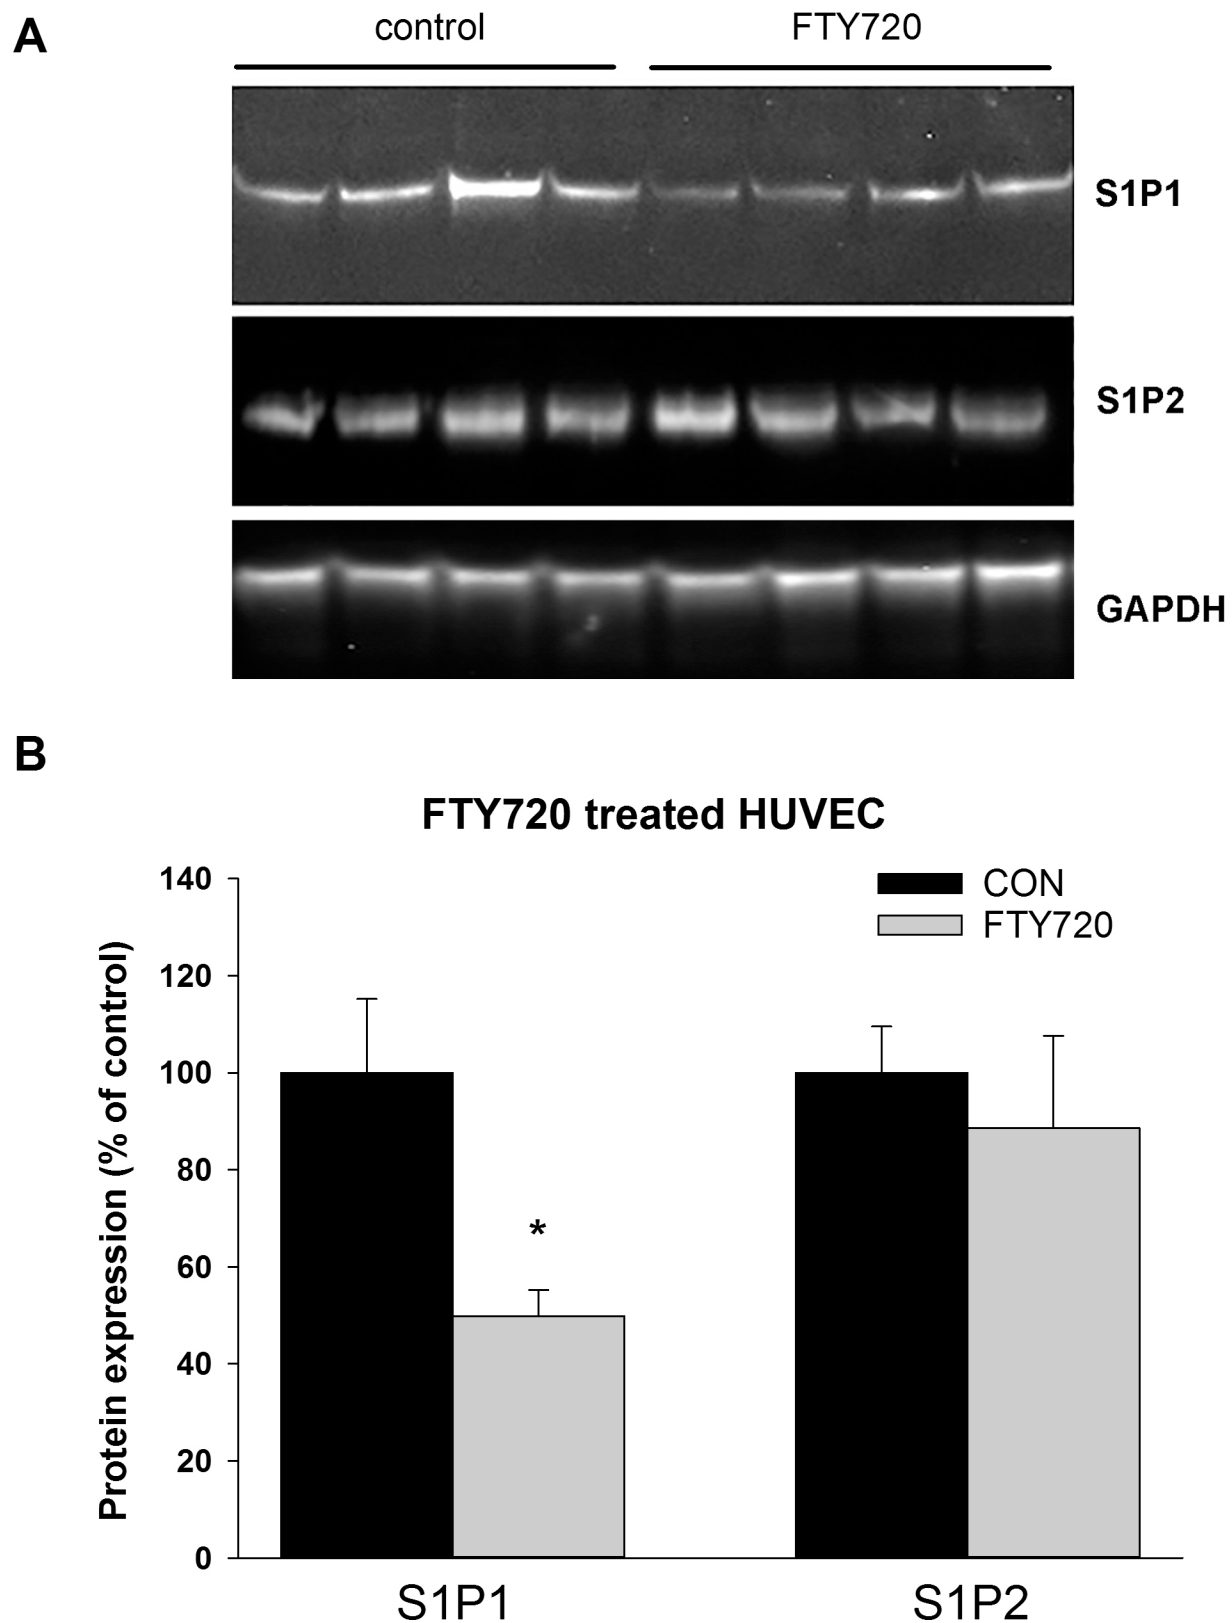 A
control
FTY720
S1P1
S1P2
GAPDH
B
FTY720 treated HUVEC
CON
FTY720
Protein expression (% of control)
140
120
100
80
60
40
20
0
*
S1P1
S1P2